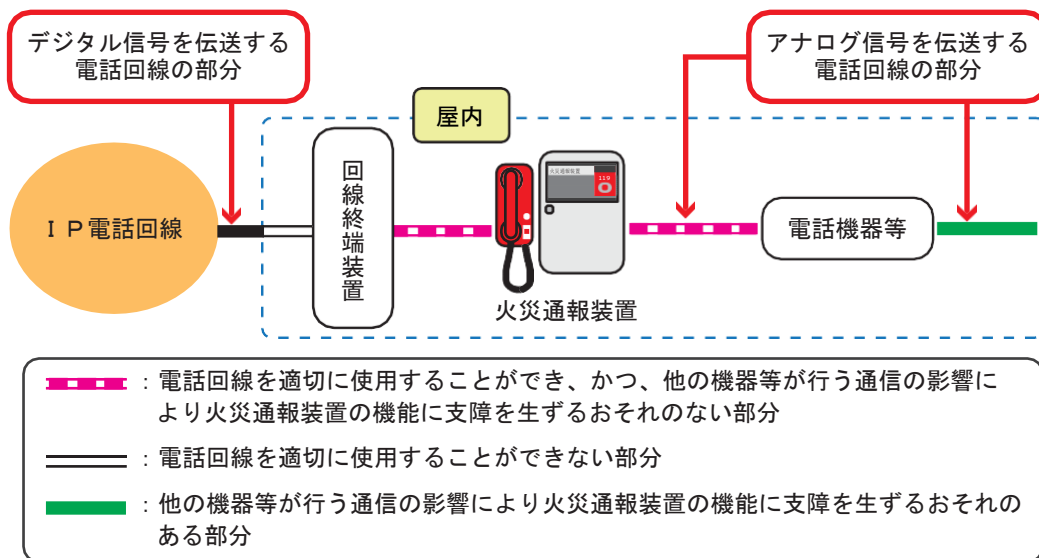 デジタル信号を伝送する
電話回線の部分
アナログ信号を伝送する
電話回線の部分
屋内
ＩＰ電話回線
回線終端装置
火災通報装置
119
火災通報装置
電話機器等
：電話回線を適切に使用することができ、かつ、他の機器等が行う通信の影響に
より火災通報装置の機能に支障を生ずるおそれのない部分
：電話回線を適切に使用することができない部分
：他の機器等が行う通信の影響により火災通報装置の機能に支障を生ずるおそれの
ある部分